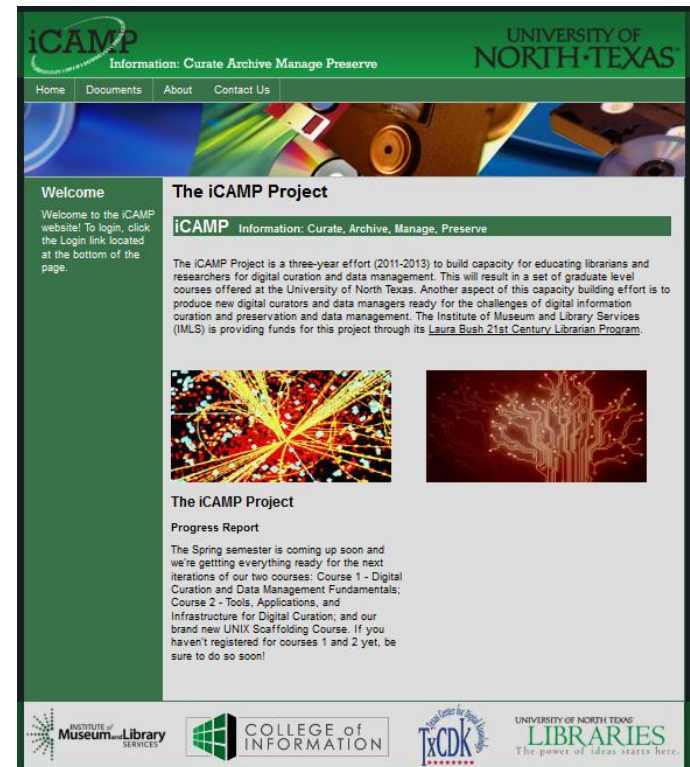 iCAMP
Information: Curate Archive Manage Preserve
UNIVERSITY OF
NORTH·TEXAS™
Home Documents About Contact Us
Welcome
Welcome to the iCAMP
website! To login, click
the Login link located
at the bottom of the
page.
The iCAMP Project
iCAMP Information: Curate, Archive, Manage, Preserve
The iCAMP Project is a three-year effort (2011-2013) to build capacity for educating librarians and
researchers for digital curation and data management. This will result in a set of graduate level
courses offered at the University of North Texas. Another aspect of this capacity building effort is to
produce new digital curators and data managers ready for the challenges of digital information
curation and preservation and data management. The Institute of Museum and Library Services
(IMLS) is providing funds for this project through its Laura Bush 21st Century Librarian Program.
The iCAMP Project
Progress Report
The Spring semester is coming up soon and
we're gettting everything ready for the next
iterations of our two courses: Course 1 - Digital
Curation and Data Management Fundamentals;
Course 2 - Tools, Applications, and
Infrastructure for Digital Curation; and our
brand new UNIX Scaffolding Course. If you
haven't registered for courses 1 and 2 yet, be
sure to do so soon!
INSTITUTE of
Museum and Library
SERVICES
COLLEGE of
INFORMATION
Texas Center for Digital Knowledge
TxCDK
UNIVERSITY OF NORTH TEXAS
LIBRARIES
The power of ideas starts here.